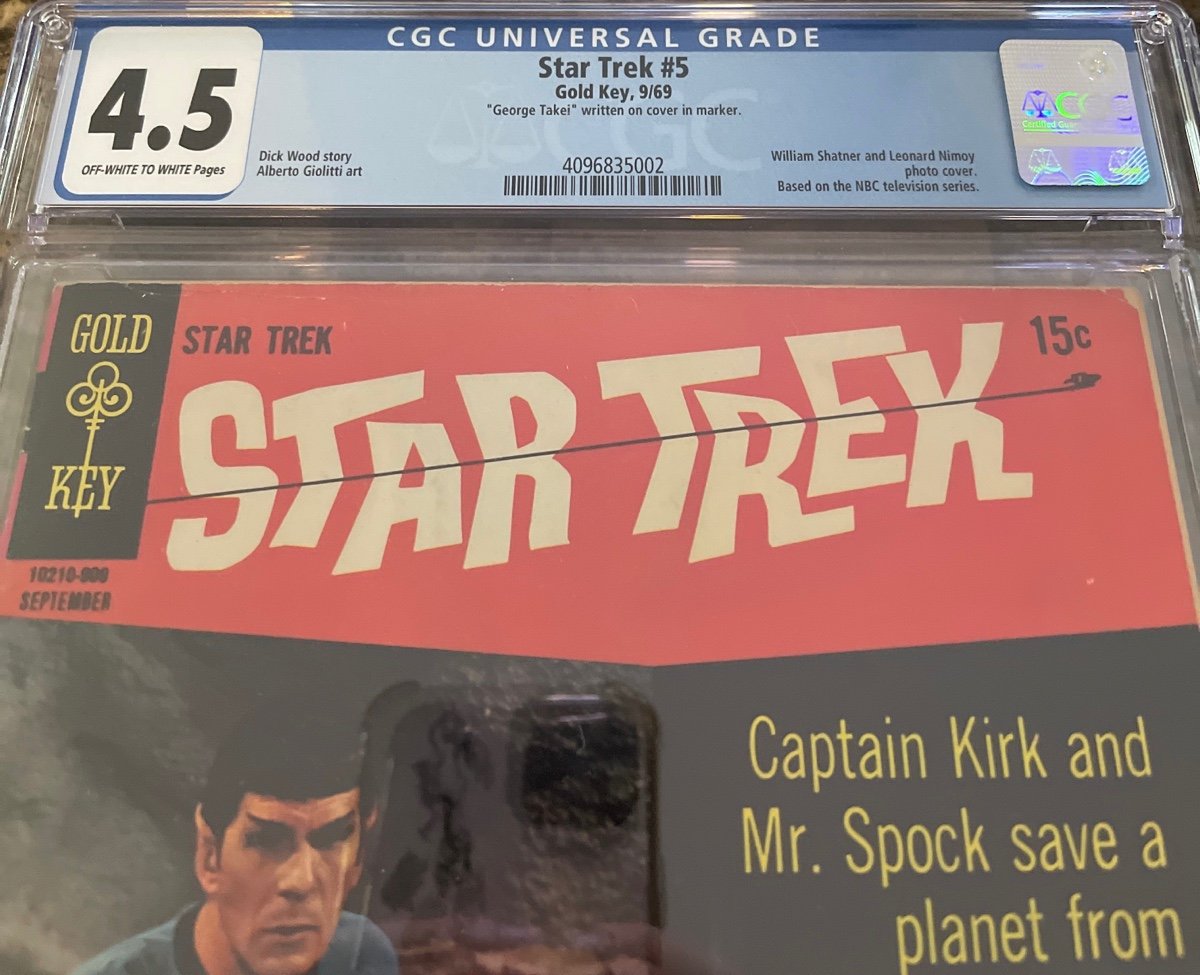 CGC UNIVERSAL GRADE
4.5
OFF-WHITE TO WHITE Pages
Star Trek #5
Gold Key, 9/69
"George Takei" written on cover in marker.
Dick Wood story
Alberto Giolitti art
4096835002
William Shatner and Leonard Nimoy
photo cover.
Based on the NBC television series.
CGC
GOLD
KEY
STAR TREK
15c
STAR TREK
10210-909
SEPTEMBER
Captain Kirk and
Mr. Spock save a
planet from